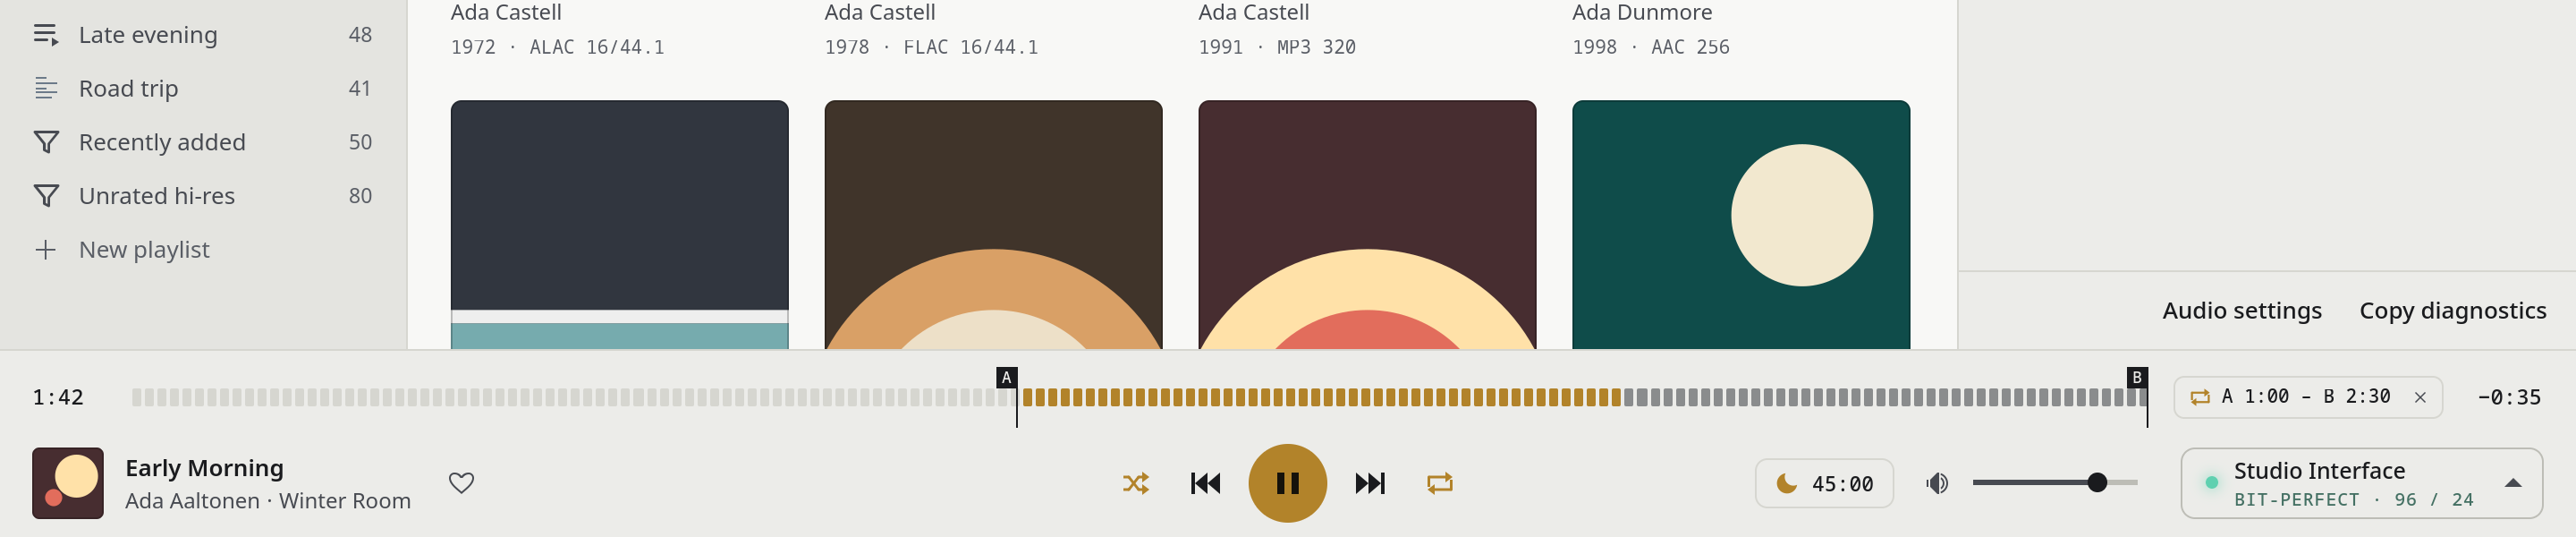 Late evening 48
Road trip 41
Recently added 50
Unrated hi-res 80
New playlist
Ada Castell
1972 · ALAC 16/44.1
Ada Castell
1978 · FLAC 16/44.1
Ada Castell
1991 · MP3 320
Ada Dunmore
1998 · AAC 256
Audio settings Copy diagnostics
1:42
A
B
A 1:00 – B 2:30 ×
−0:35
Early Morning
Ada Aaltonen · Winter Room
45:00
Studio Interface
BIT-PERFECT · 96 / 24